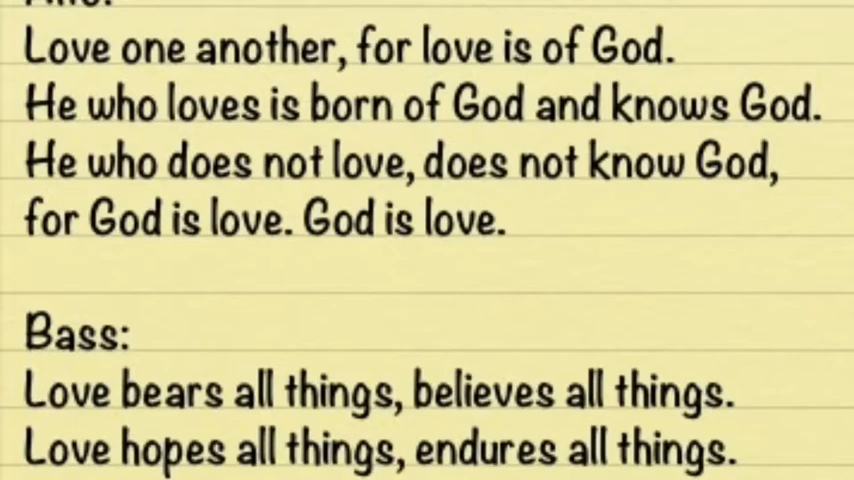 Love one another, for love is of God.
He who loves is born of God and knows God.
He who does not love, does not know God,
for God is love. God is love.
Bass:
Love bears all things, believes all things.
Love hopes all things, endures all things.